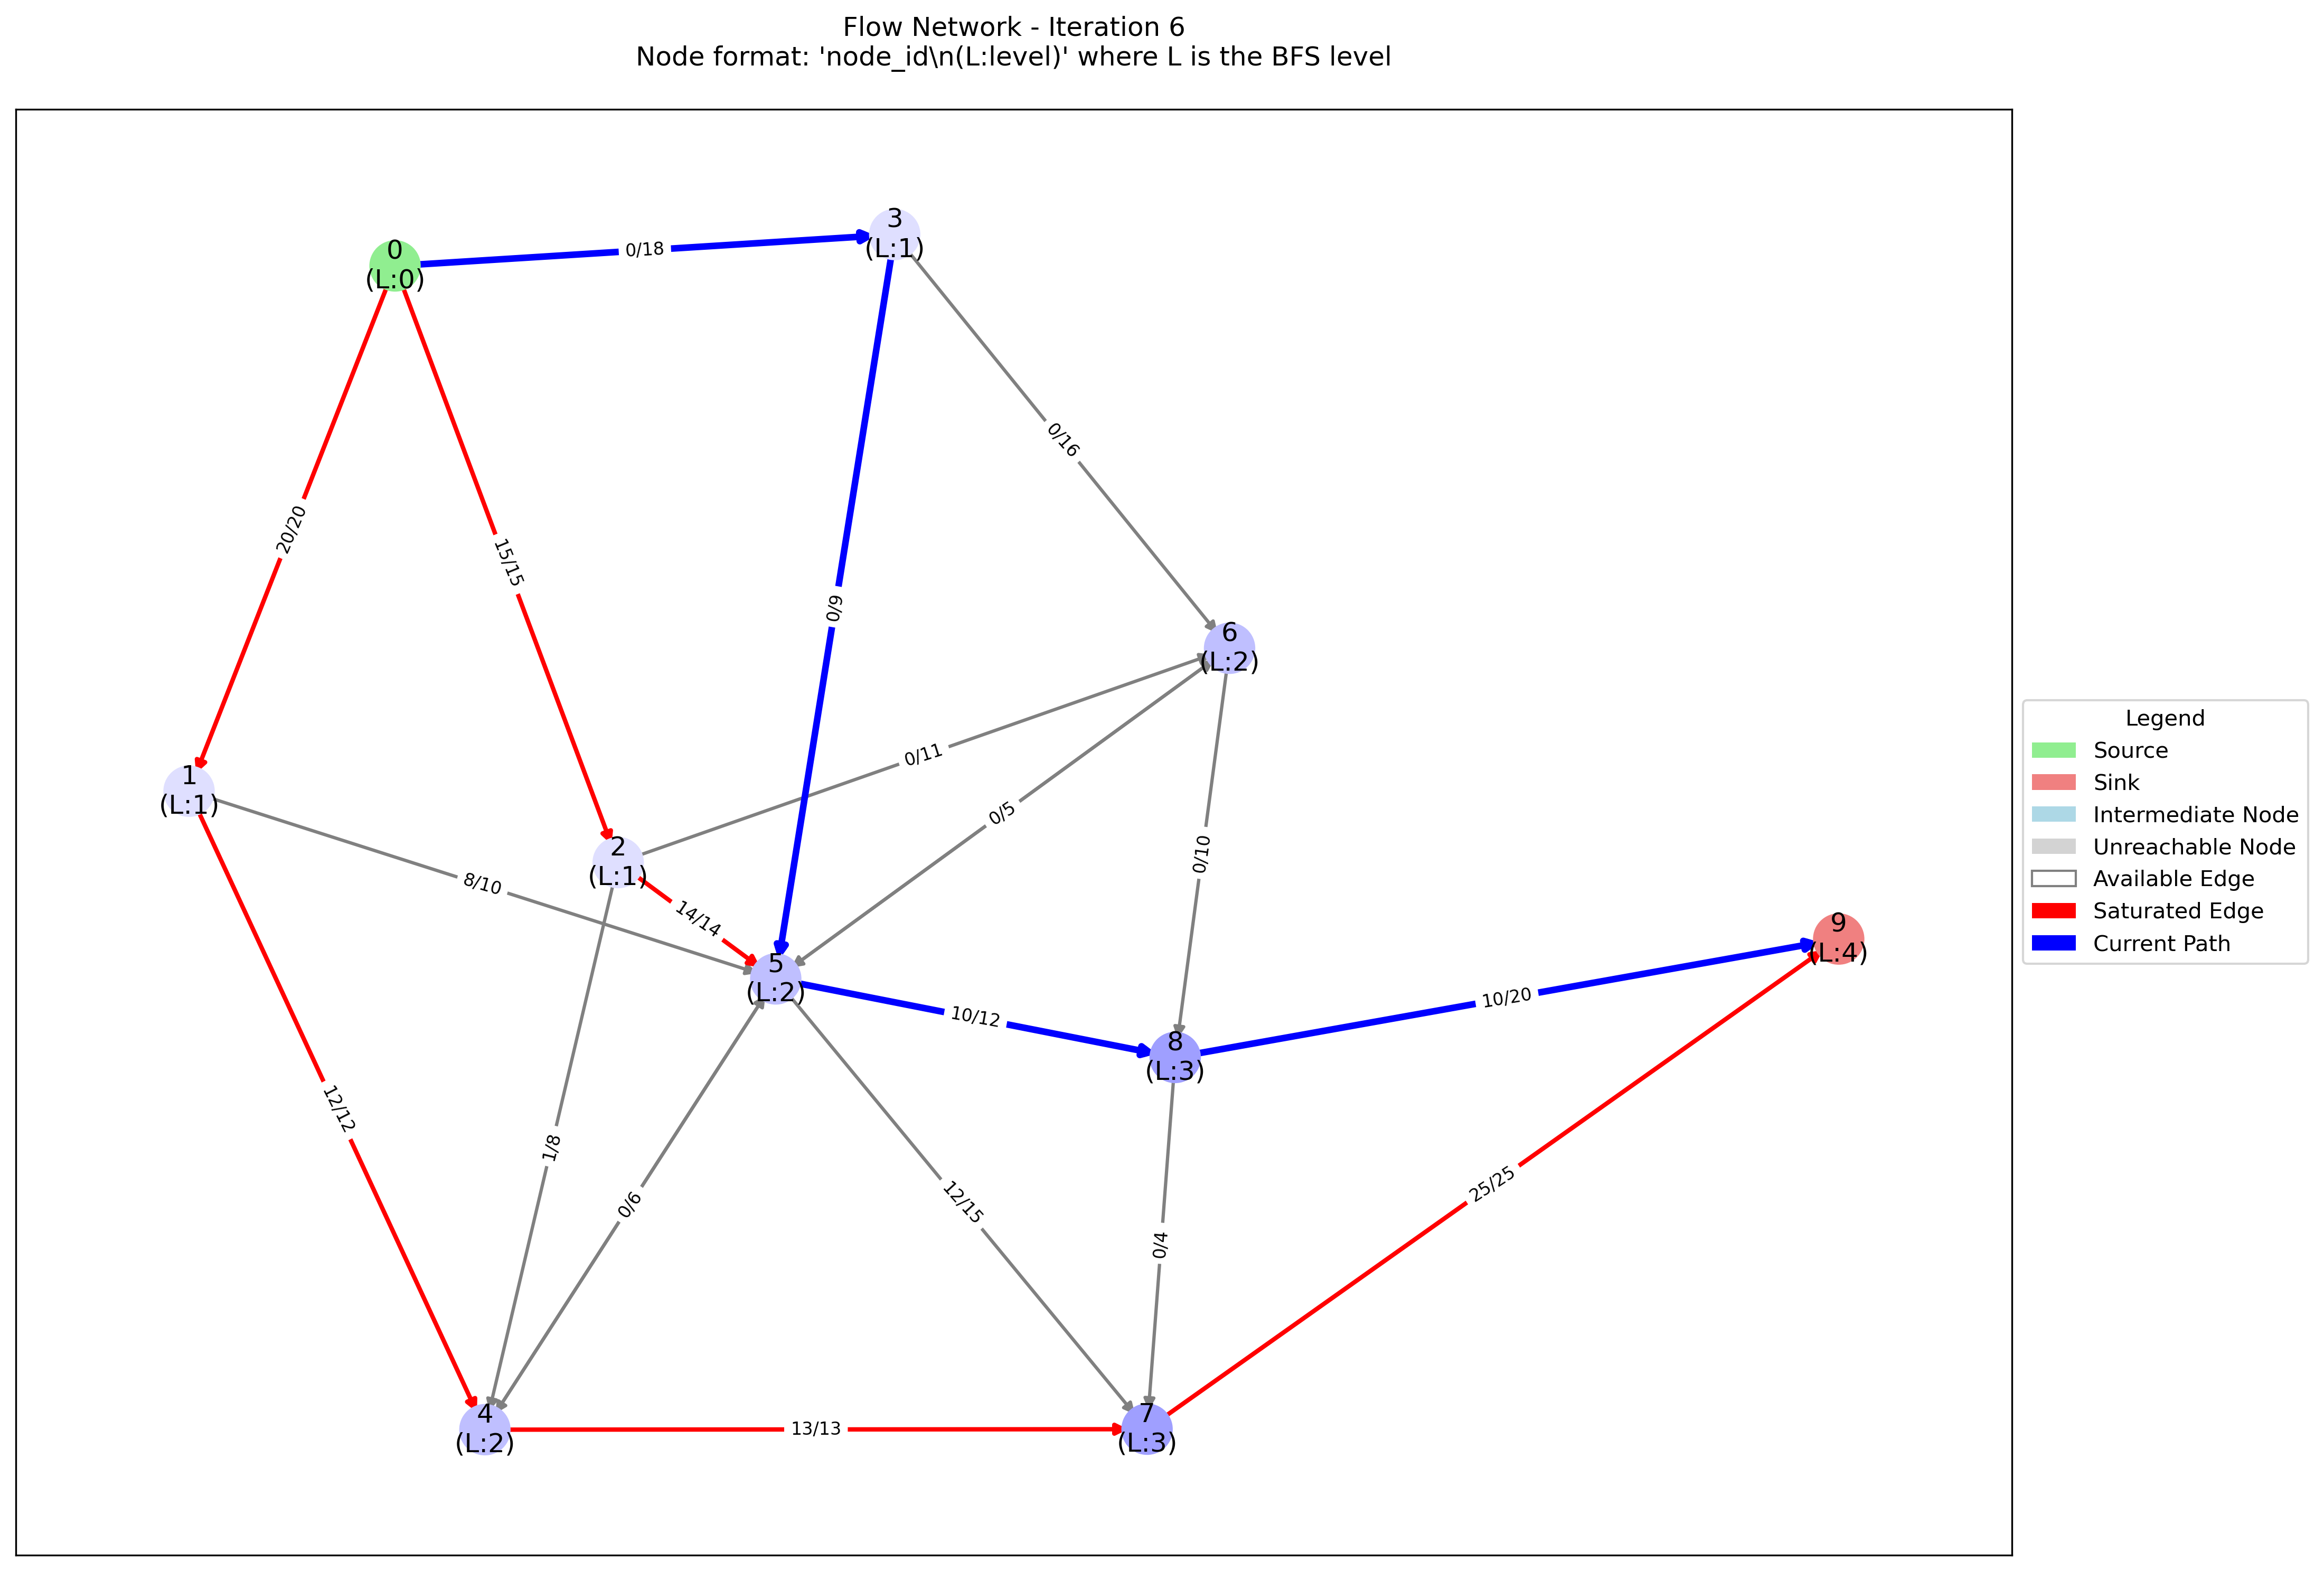 Flow Network - Iteration 6
Node format: 'node_id\n(L:level)' where L is the BFS level
3
(L:1)
0
(L:0)
0/18
0/16
20/20
15/15
0/9
6
(L:2)
0/11
1
(L:1)
0/5
2
(L:1)
0/10
8/10
14/14
9
(L:4)
5
(L:2)
10/20
10/12
8
(L:3)
12/12
1/8
0/6
12/15
25/25
0/4
4
(L:2)
13/13
7
(L:3)
Legend
Source
Sink
Intermediate Node
Unreachable Node
Available Edge
Saturated Edge
Current Path